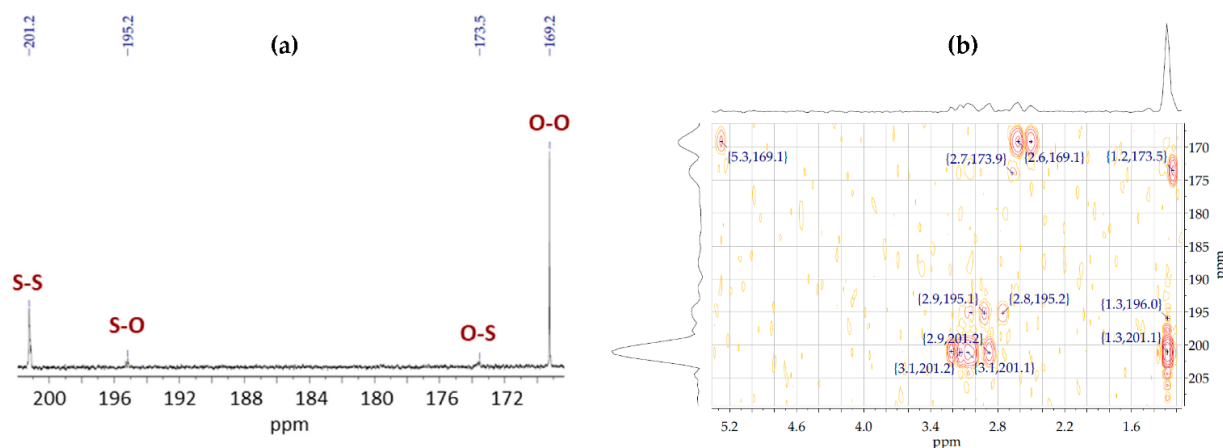 −201.2
−195.2
−173.5
−169.2
(a)
O-O
S-S
S-O
O-S
200 196 192 188 184 180 176 172
ppm
(b)
{5.3,169.1}
{2.7,173.9}
{2.6,169.1}
{1.2,173.5}
{2.9,195.1}
{2.8,195.2}
{1.3,196.0}
{2.9,201.2}
{1.3,201.1}
{3.1,201.2}
{3.1,201.1}
170
175
180
185
190
195
200
205
ppm
5.2 4.6 4.0 3.4 2.8 2.2 1.6
ppm